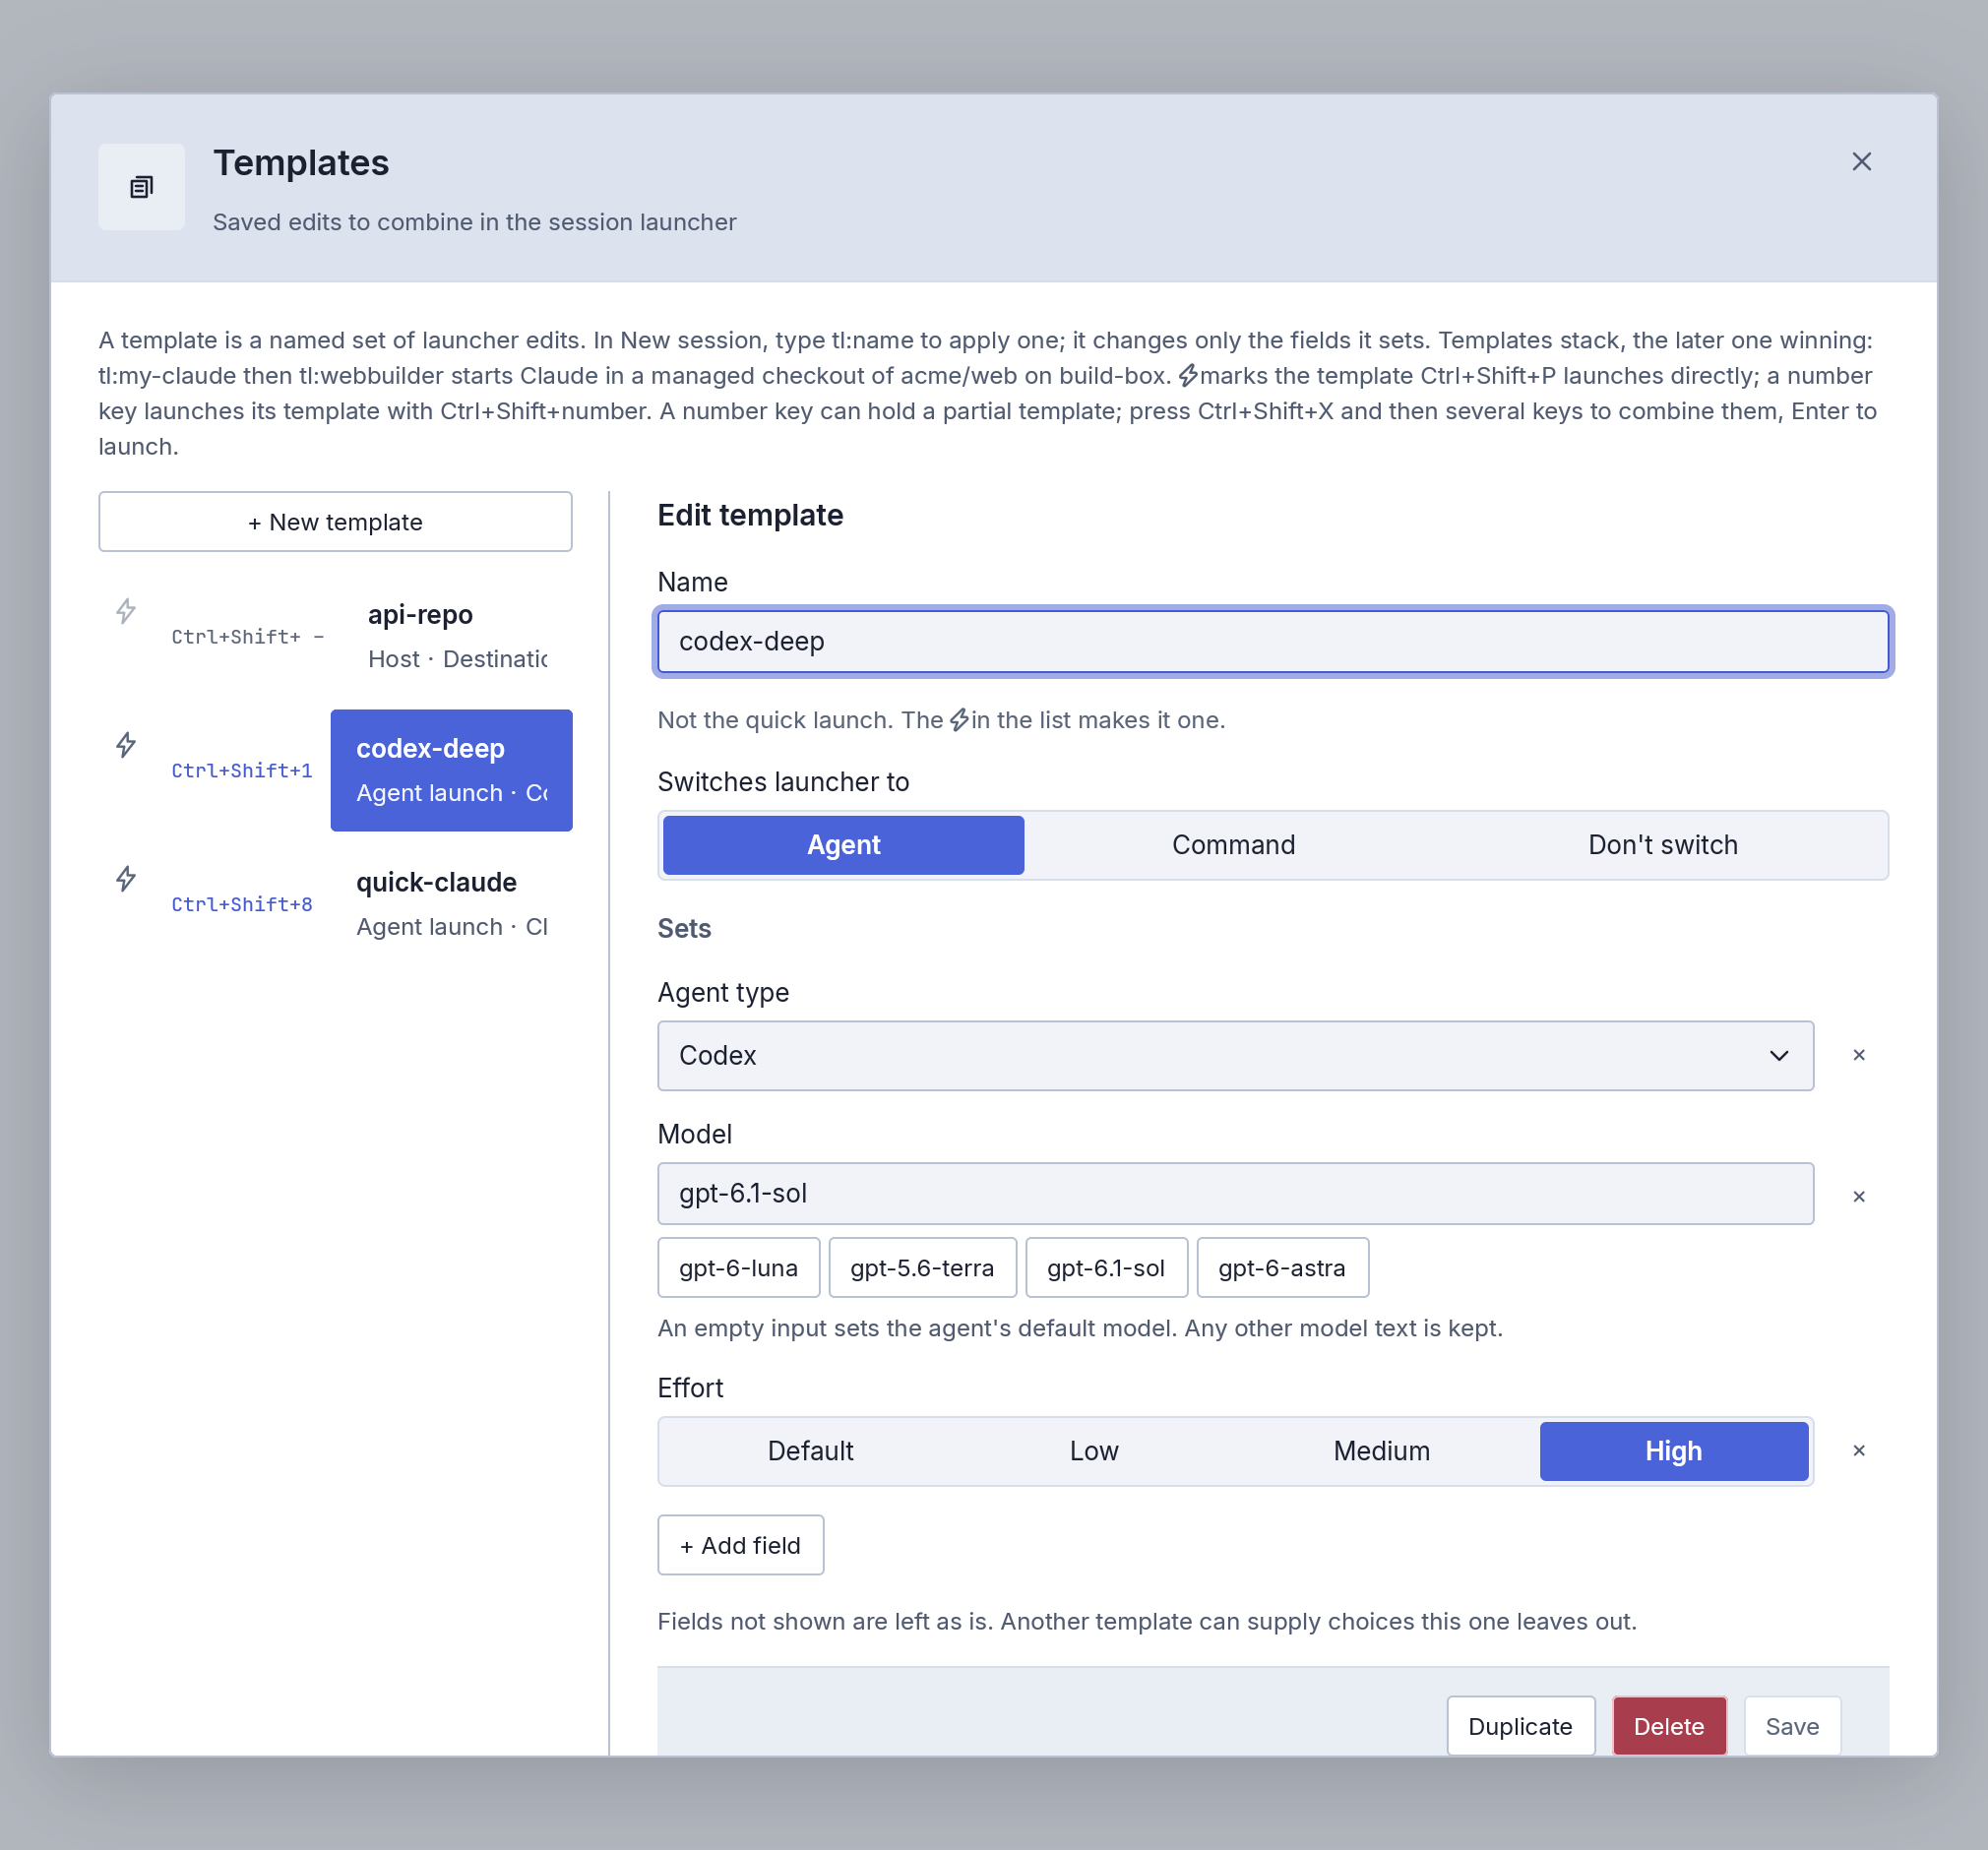 Templates
Saved edits to combine in the session launcher
A template is a named set of launcher edits. In New session, type tl:name to apply one; it changes only the fields it sets. Templates stack, the later one winning:
tl:my-claude then tl:webbuilder starts Claude in a managed checkout of acme/web on build-box. marks the template Ctrl+Shift+P launches directly; a number
key launches its template with Ctrl+Shift+number. A number key can hold a partial template; press Ctrl+Shift+X and then several keys to combine them, Enter to
launch.
+ New template
Ctrl+Shift+ –
api-repo
Host · Destinatic
Ctrl+Shift+1
codex-deep
Agent launch · Co
Ctrl+Shift+8
quick-claude
Agent launch · Cl
Edit template
Name
codex-deep
Not the quick launch. The in the list makes it one.
Switches launcher to
Agent Command Don't switch
Sets
Agent type
Codex
×
Model
gpt-6.1-sol
×
gpt-6-luna gpt-5.6-terra gpt-6.1-sol gpt-6-astra
An empty input sets the agent's default model. Any other model text is kept.
Effort
Default Low Medium High
×
+ Add field
Fields not shown are left as is. Another template can supply choices this one leaves out.
Duplicate Delete Save